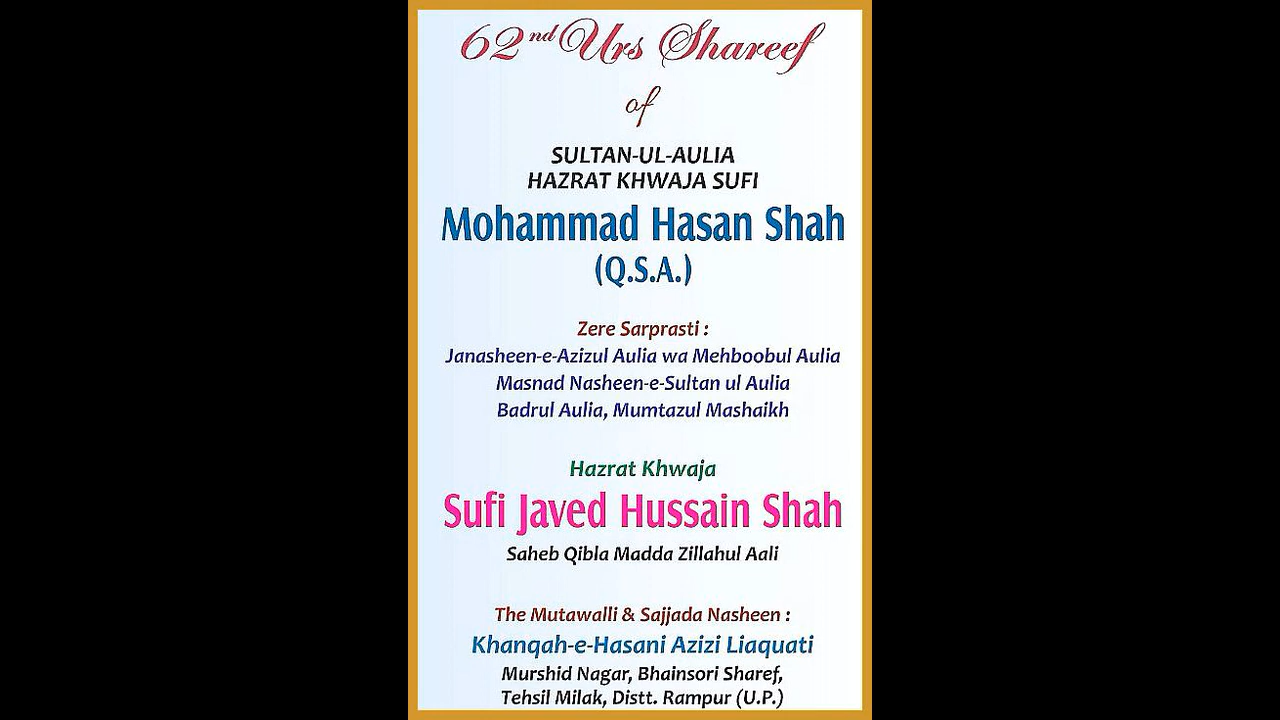 62nd Urs Shareef
of
SULTAN-UL-AULIA
HAZRAT KHWAJA SUFI
Mohammad Hasan Shah
(Q.S.A.)
Zere Sarprasti :
Janasheen-e-Azizul Aulia wa Mehboobul Aulia
Masnad Nasheen-e-Sultan ul Aulia
Badrul Aulia, Mumtazul Mashaikh
Hazrat Khwaja
Sufi Javed Hussain Shah
Saheb Qibla Madda Zillahul Aali
The Mutawalli & Sajjada Nasheen :
Khanqah-e-Hasani Azizi Liaquati
Murshid Nagar, Bhainsori Sharef,
Tehsil Milak, Distt. Rampur (U.P.)